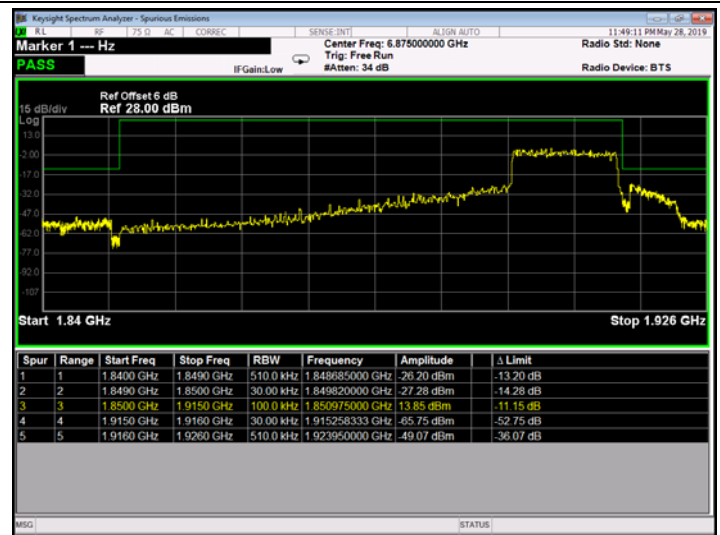 Keysight Spectrum Analyzer - Spurious Emissions
RL RF 75 Ω AC CORREC SENSE:INT ALIGN AUTO 11:49:11 PM May 28, 2019
Marker 1 --- Hz Center Freq: 6.875000000 GHz Radio Std: None
Trig: Free Run
PASS IFGain:Low #Atten: 34 dB Radio Device: BTS
Ref Offset 6 dB
15 dB/div Ref 28.00 dBm
Log
13.0
-2.00
-17.0
-32.0
-47.0
-62.0
-77.0
-92.0
-107
Start 1.84 GHz Stop 1.926 GHz
Spur Range Start Freq Stop Freq RBW Frequency Amplitude Δ Limit
1 1 1.8400 GHz 1.8490 GHz 510.0 kHz 1.848685000 GHz -26.20 dBm -13.20 dB
2 2 1.8490 GHz 1.8500 GHz 30.00 kHz 1.849820000 GHz -27.28 dBm -14.28 dB
3 3 1.8500 GHz 1.9150 GHz 100.0 kHz 1.850975000 GHz 13.85 dBm -11.15 dB
4 4 1.9150 GHz 1.9160 GHz 30.00 kHz 1.915258333 GHz -65.75 dBm -52.75 dB
5 5 1.9160 GHz 1.9260 GHz 510.0 kHz 1.923950000 GHz -49.07 dBm -36.07 dB
MSG STATUS